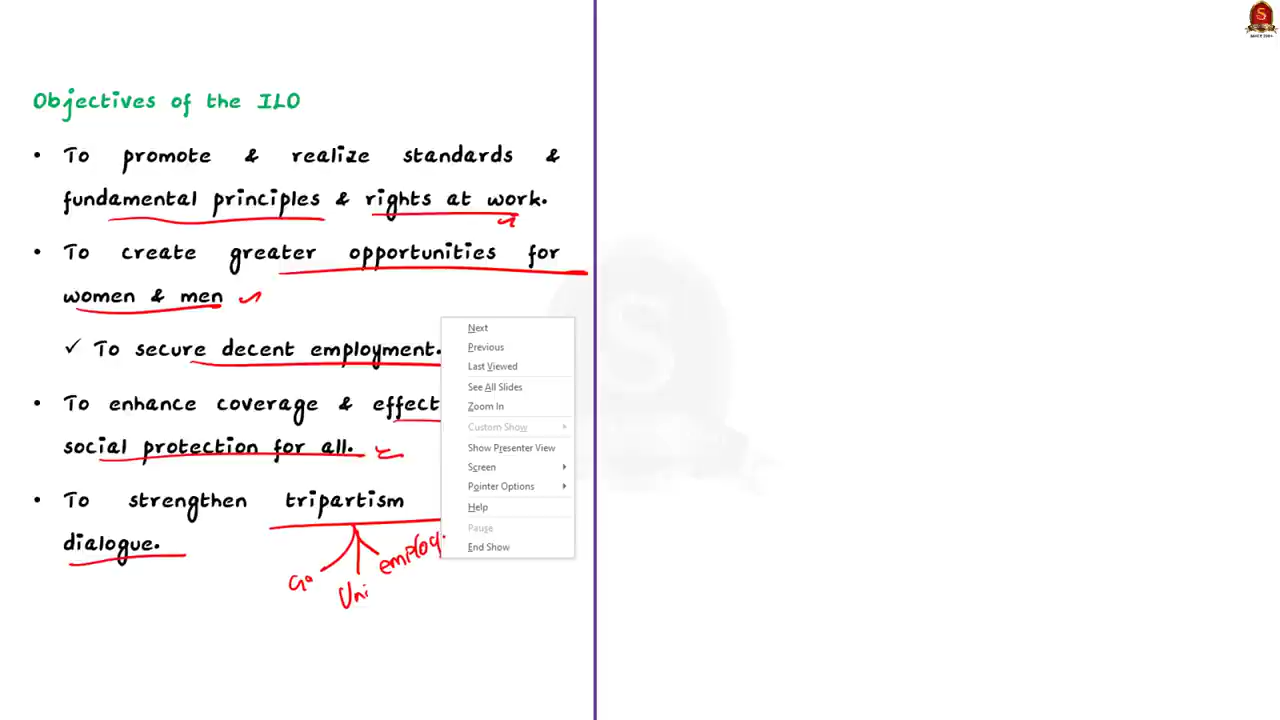 Objectives of the ILO
• To promote & realize standards &
fundamental principles & rights at work.
• To create greater opportunities for
women & men
✓ To secure decent employment.
• To enhance coverage & effect
social protection for all.
• To strengthen tripartism
dialogue.
Go
Uni
employ
Next
Previous
Last Viewed
See All Slides
Zoom In
Custom Show
Show Presenter View
Screen
Pointer Options
Help
Pause
End Show
S